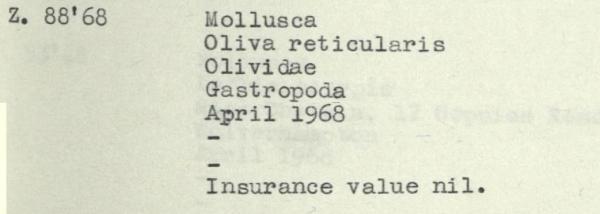 Z. 88'68 Mollusca
Oliva reticularis
Olividae
Gastropoda
April 1968
-
-
Insurance value nil.